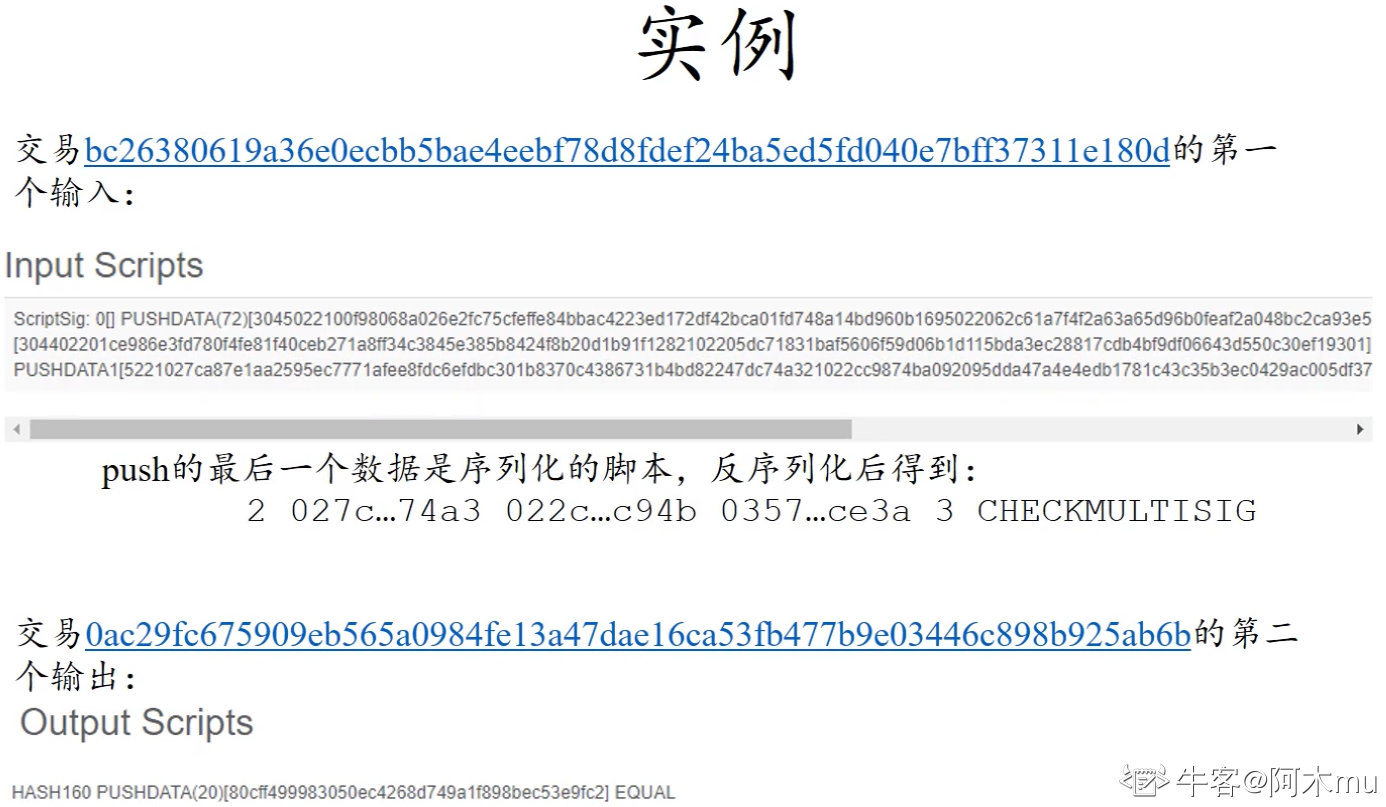 实例
交易bc26380619a36e0ecbb5bae4eebf78d8fdef24ba5ed5fd040e7bff37311e180d的第一
个输入：
Input Scripts
ScriptSig: 0[] PUSHDATA(72)[3045022100f98068a026e2fc75cfeffe84bbac4223ed172df42bca01fd748a14bd960b1695022062c61a7f4f2a63a65d96b0feaf2a048bc2ca93e5
[304402201ce986e3fd780f4fe81f40ceb271a8ff34c3845e385b8424f8b20d1b91f1282102205dc71831baf5606f59d06b1d115bda3ec28817cdb4bf9df06643d550c30ef19301]
PUSHDATA1[5221027ca87e1aa2595ec7771afee8fdc6efdbc301b8370c4386731b4bd82247dc74a321022cc9874ba092095dda47a4e4edb1781c43c35b3ec0429ac005df37
push的最后一个数据是序列化的脚本，反序列化后得到：
2 027c…74a3 022c…c94b 0357…ce3a 3 CHECKMULTISIG
交易0ac29fc675909eb565a0984fe13a47dae16ca53fb477b9e03446c898b925ab6b的第二
个输出：
Output Scripts
HASH160 PUSHDATA(20)[80cff499983050ec4268d749a1f898bec53e9fc2] EQUAL
牛客@阿木mu